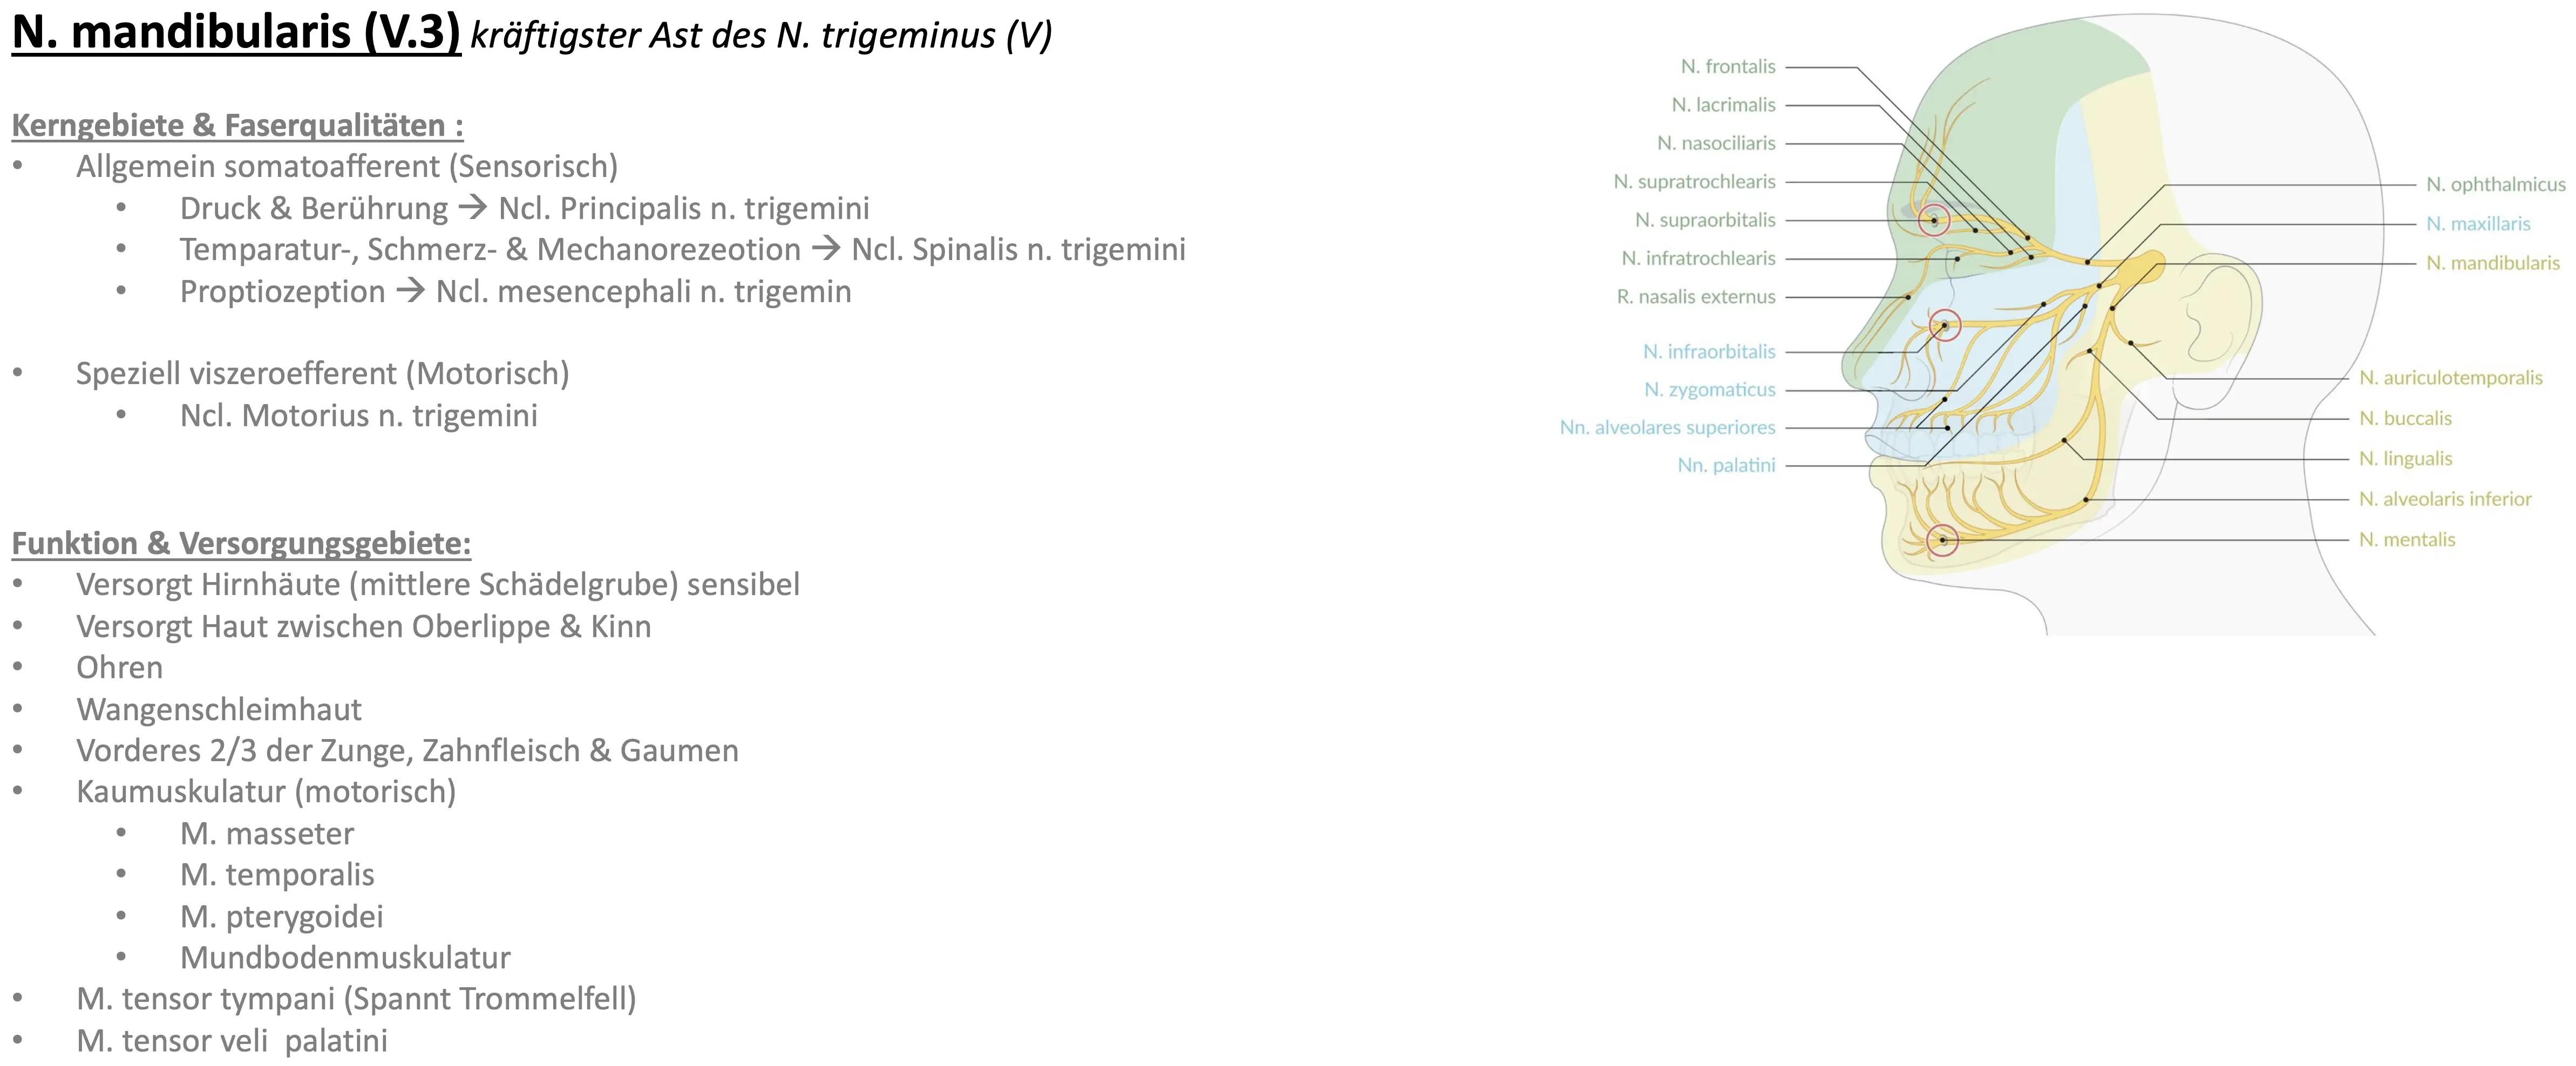 N. mandibularis (V.3) kräftigster Ast des N. trigeminus (V)
Kerngebiete & Faserqualitäten :
• Allgemein somatoafferent (Sensorisch)
• Druck & Berührung → Ncl. Principalis n. trigemini
• Temparatur-, Schmerz- & Mechanorezeotion → Ncl. Spinalis n. trigemini
• Proptiozeption → Ncl. mesencephali n. trigemin
• Speziell viszeroefferent (Motorisch)
• Ncl. Motorius n. trigemini
Funktion & Versorgungsgebiete:
• Versorgt Hirnhäute (mittlere Schädelgrube) sensibel
• Versorgt Haut zwischen Oberlippe & Kinn
• Ohren
• Wangenschleimhaut
• Vorderes 2/3 der Zunge, Zahnfleisch & Gaumen
• Kaumuskulatur (motorisch)
• M. masseter
• M. temporalis
• M. pterygoidei
• Mundbodenmuskulatur
• M. tensor tympani (Spannt Trommelfell)
• M. tensor veli palatini
N. frontalis
N. lacrimalis
N. nasociliaris
N. supratrochlearis
N. supraorbitalis
N. infratrochlearis
R. nasalis externus
N. infraorbitalis
N. zygomaticus
Nn. alveolares superiores
Nn. palatini
N. ophthalmicus
N. maxillaris
N. mandibularis
N. auriculotemporalis
N. buccalis
N. lingualis
N. alveolaris inferior
N. mentalis